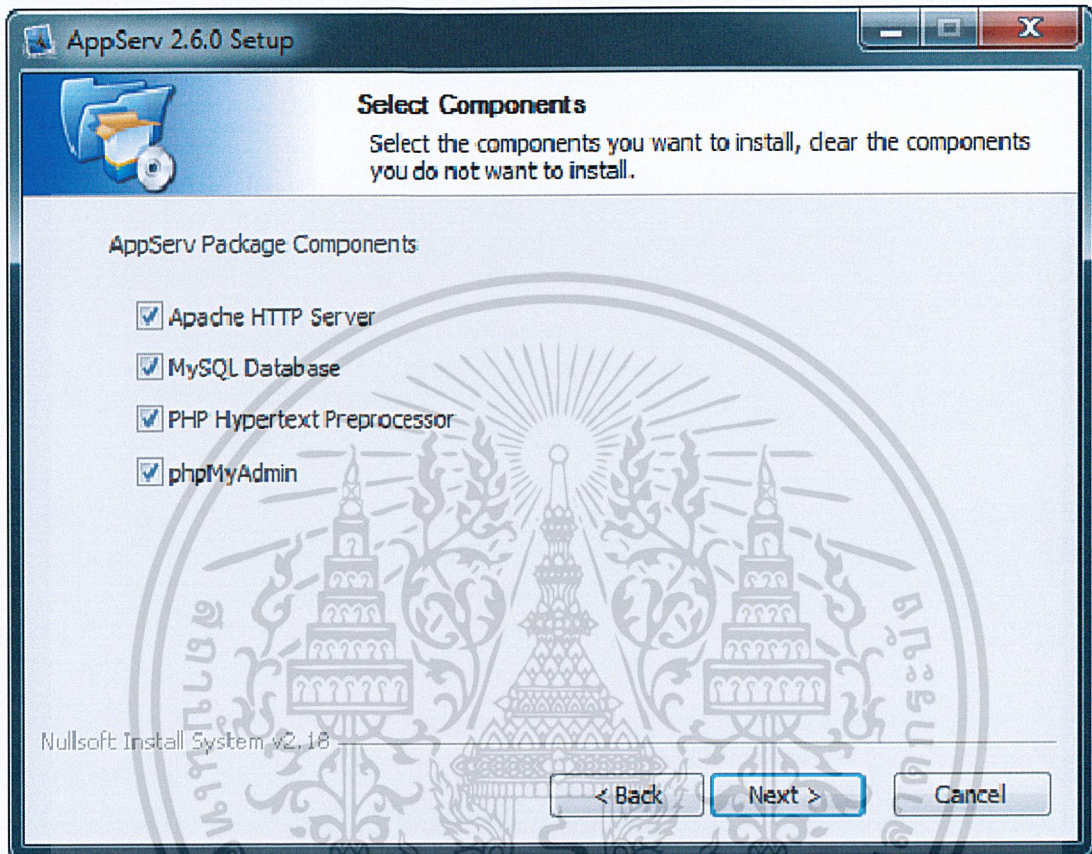 AppServ 2.6.0 Setup
Select Components
Select the components you want to install, clear the components
you do not want to install.
AppServ Package Components
Apache HTTP Server
MySQL Database
PHP Hypertext Preprocessor
phpMyAdmin
Nullsoft Install System v2.18
< Back
Next >
Cancel